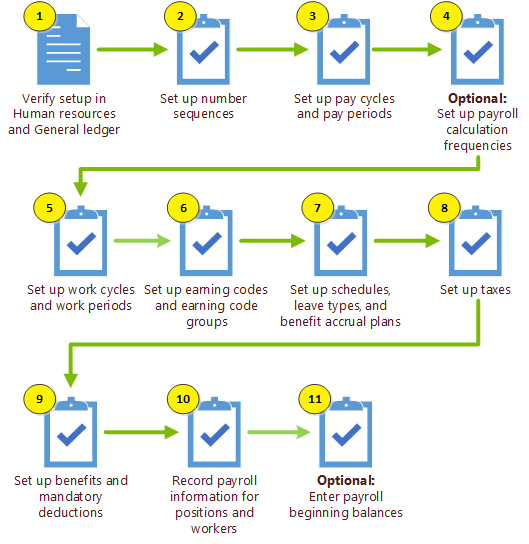 1
Verify setup in
Human resources
and General ledger
2
Set up number
sequences
3
Set up pay cycles
and pay periods
4
Optional:
Set up payroll
calculation
frequencies
5
Set up work cycles
and work periods
6
Set up earning codes
and earning code
groups
7
Set up schedules,
leave types, and
benefit accrual plans
8
Set up taxes
9
Set up benefits and
mandatory
deductions
10
Record payroll
information for
positions and
workers
11
Optional:
Enter payroll
beginning balances